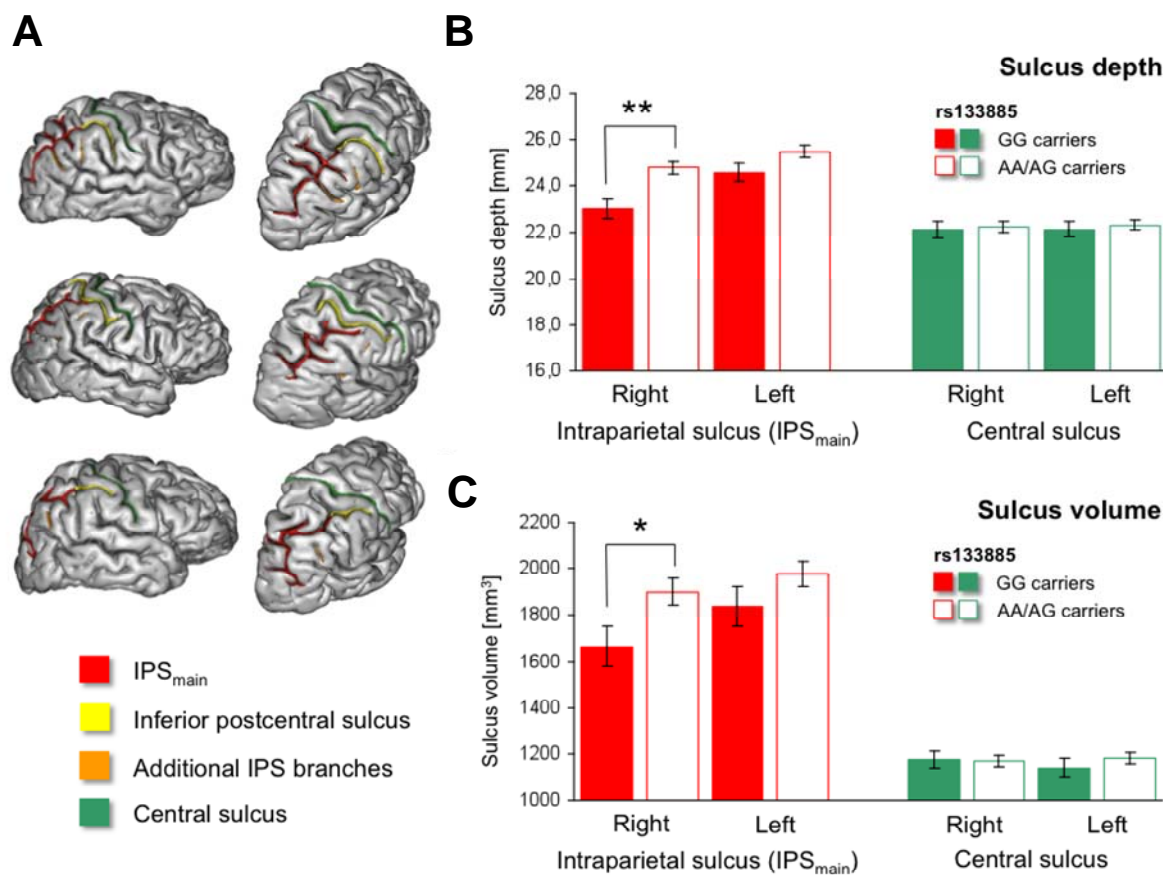 A
IPSmain
Inferior postcentral sulcus
Additional IPS branches
Central sulcus
B
Sulcus depth
rs133885
GG carriers
AA/AG carriers
Sulcus depth [mm]
28,0
26,0
24,0
22,0
20,0
18,0
16,0
**
Right
Left
Right
Left
Intraparietal sulcus (IPSmain)
Central sulcus
C
Sulcus volume
rs133885
GG carriers
AA/AG carriers
Sulcus volume [mm³]
2200
2000
1800
1600
1400
1200
1000
*
Right
Left
Right
Left
Intraparietal sulcus (IPSmain)
Central sulcus